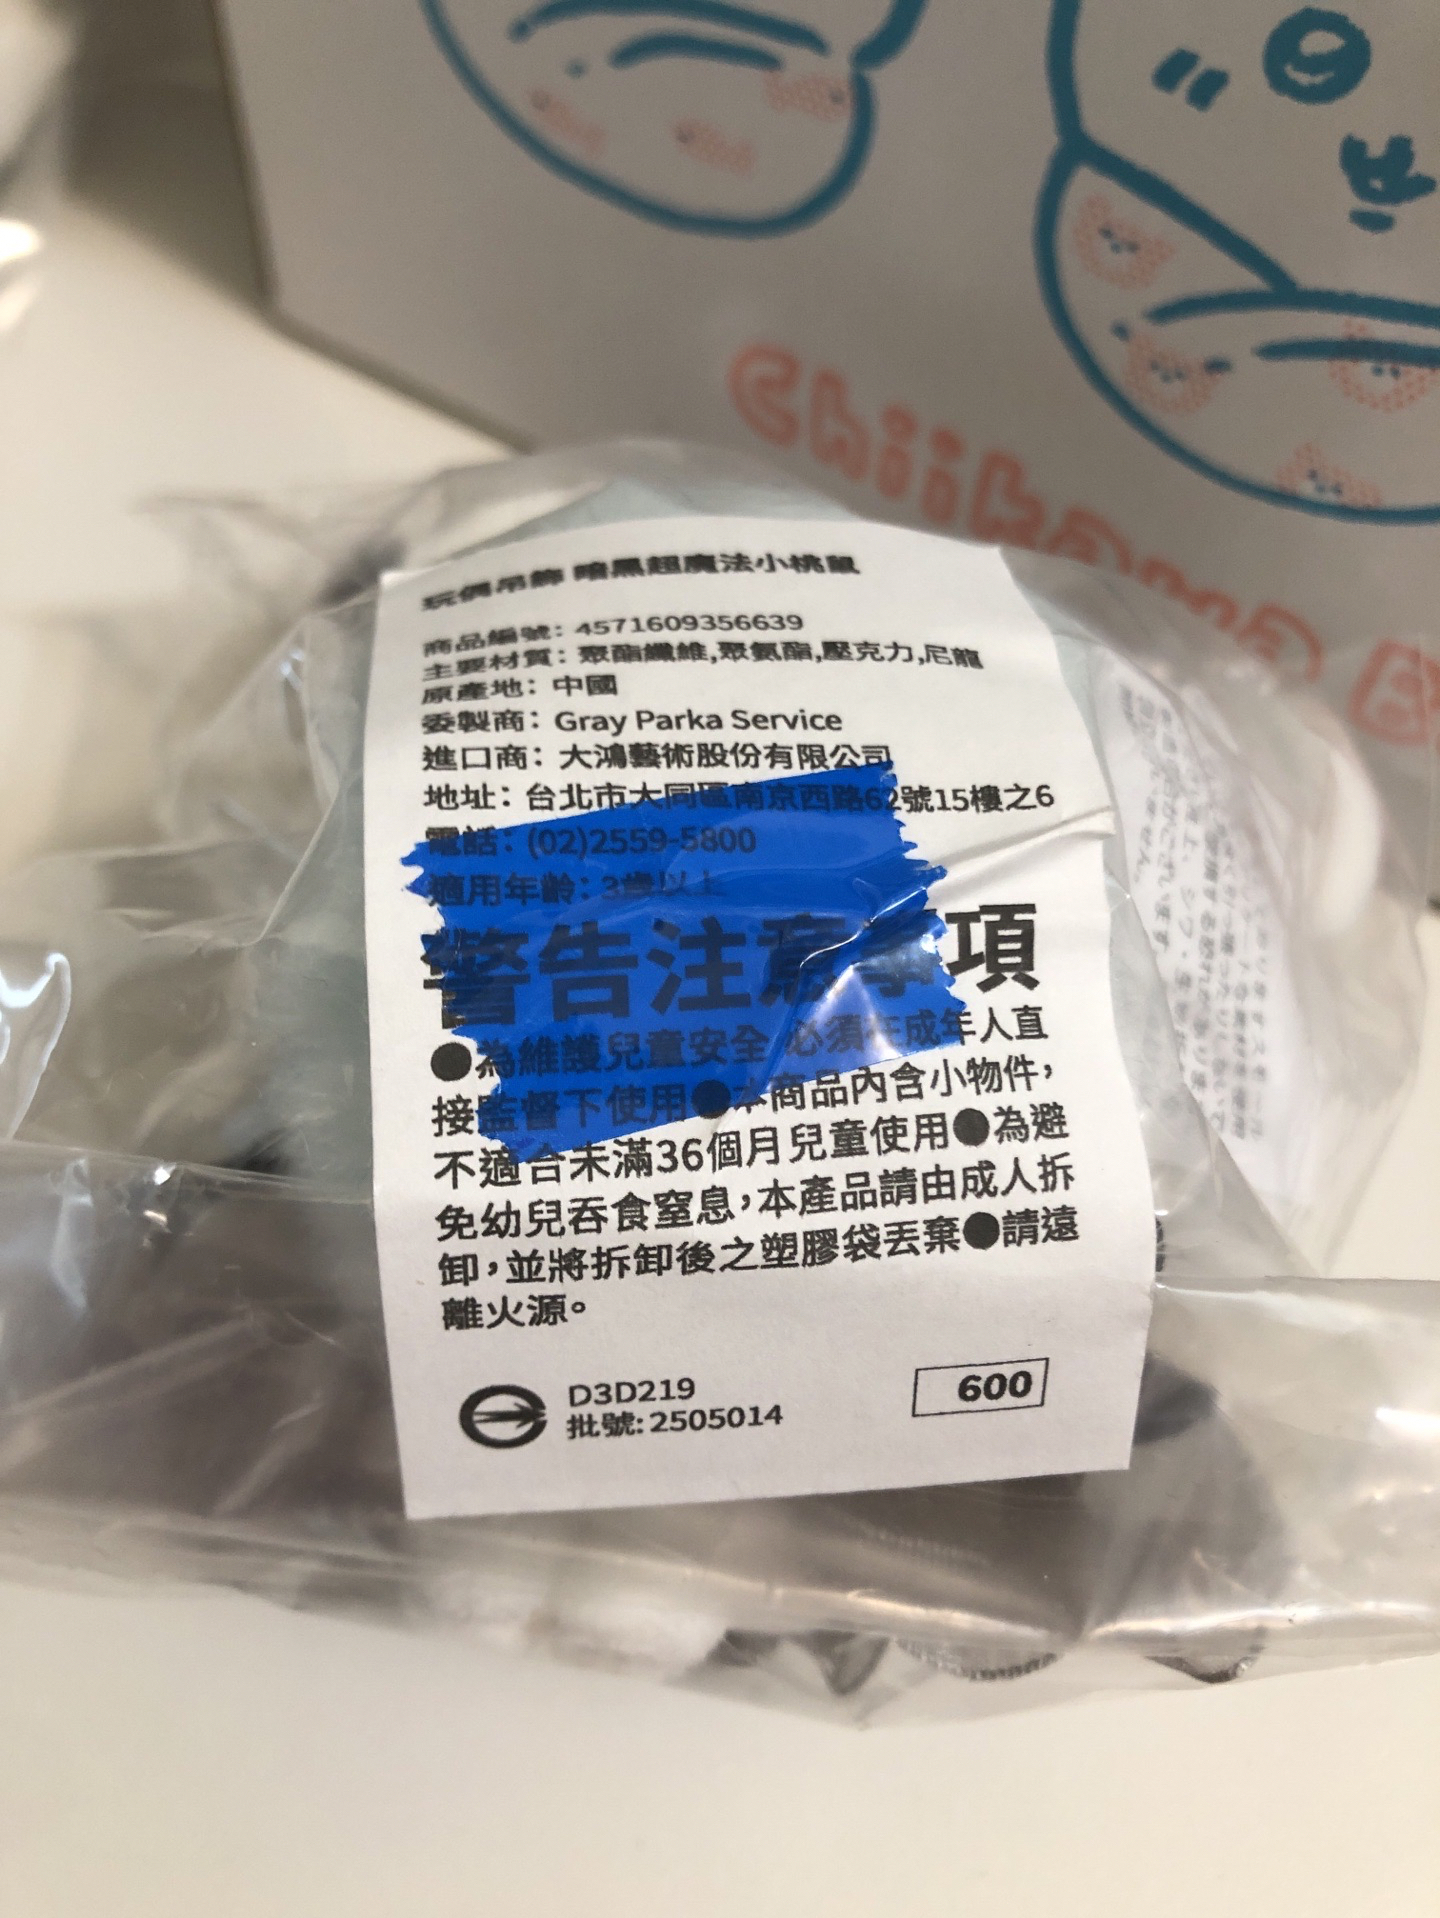 Chiikawa B
玩偶吊飾 暗黑超魔法小桃鼠
商品編號：4571609356639
主要材質：聚酯纖維,聚氨酯,壓克力,尼龍
原產地：中國
委製商：Gray Parka Service
進口商：大鴻藝術股份有限公司
地址：台北市大同區南京西路62號15樓之6
電話：(02)2559-5800
適用年齡：3歲以上
警告注意事項
●為維護兒童安全 必須在成年人直
接監督下使用●本商品內含小物件，
不適合未滿36個月兒童使用●為避
免幼兒吞食窒息，本產品請由成人拆
卸，並將拆卸後之塑膠袋丟棄●請遠
離火源。
D3D219
批號：2505014
600